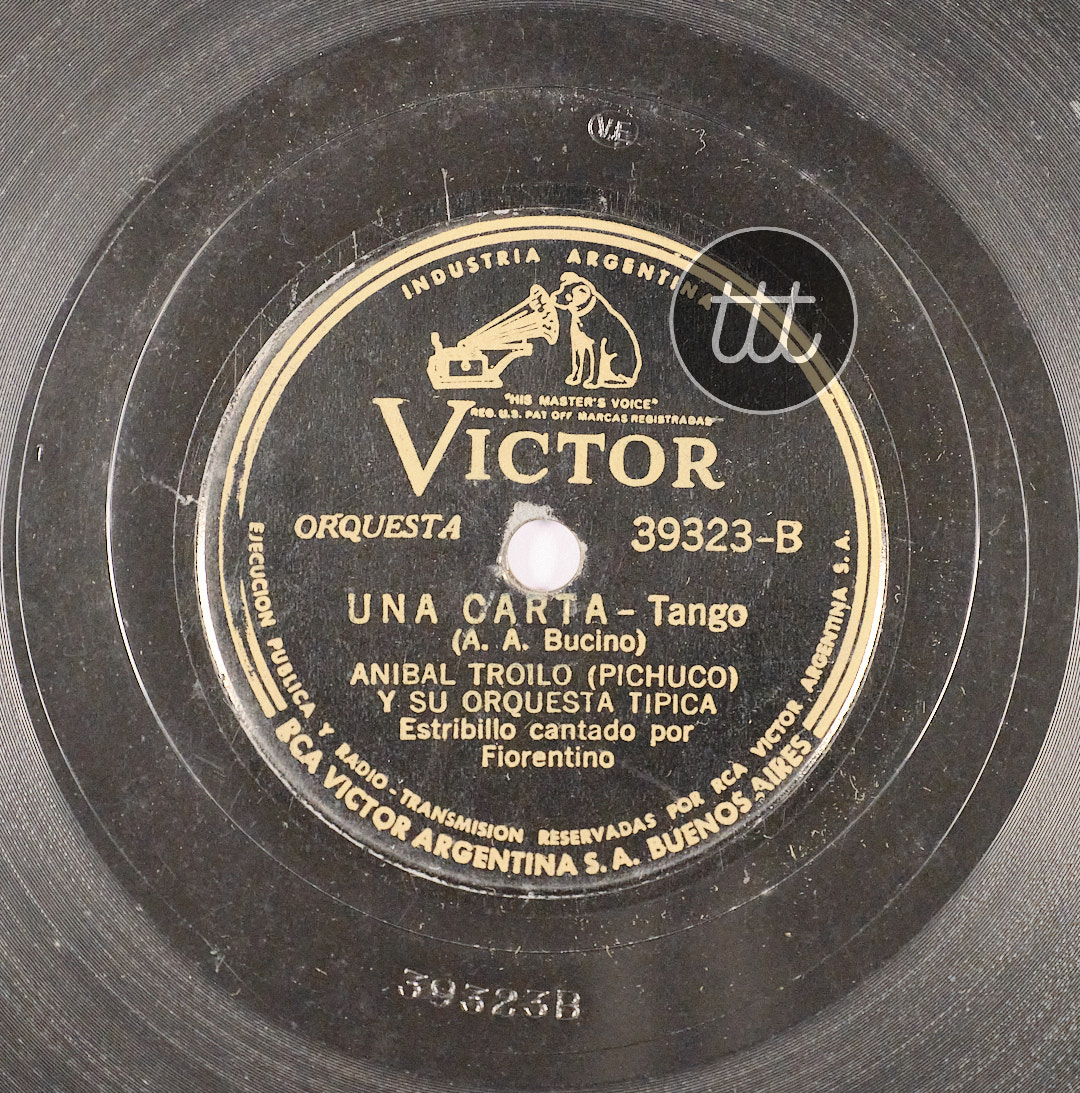 VE
INDUSTRIA ARGENTINA
ttt
"HIS MASTER'S VOICE"
REG. U.S. PAT OFF MARCAS REGISTRADAS
VICTOR
ORQUESTA 39323-B
UNA CARTA - Tango
(A. A. Bucino)
ANIBAL TROILO (PICHUCO)
Y SU ORQUESTA TIPICA
Estribillo cantado por
Fiorentino
EJECUCION PUBLICA Y RADIO-TRANSMISION RESERVADAS POR RCA VICTOR ARGENTINA S. A.
RCA VICTOR ARGENTINA S. A. BUENOS AIRES
39323B